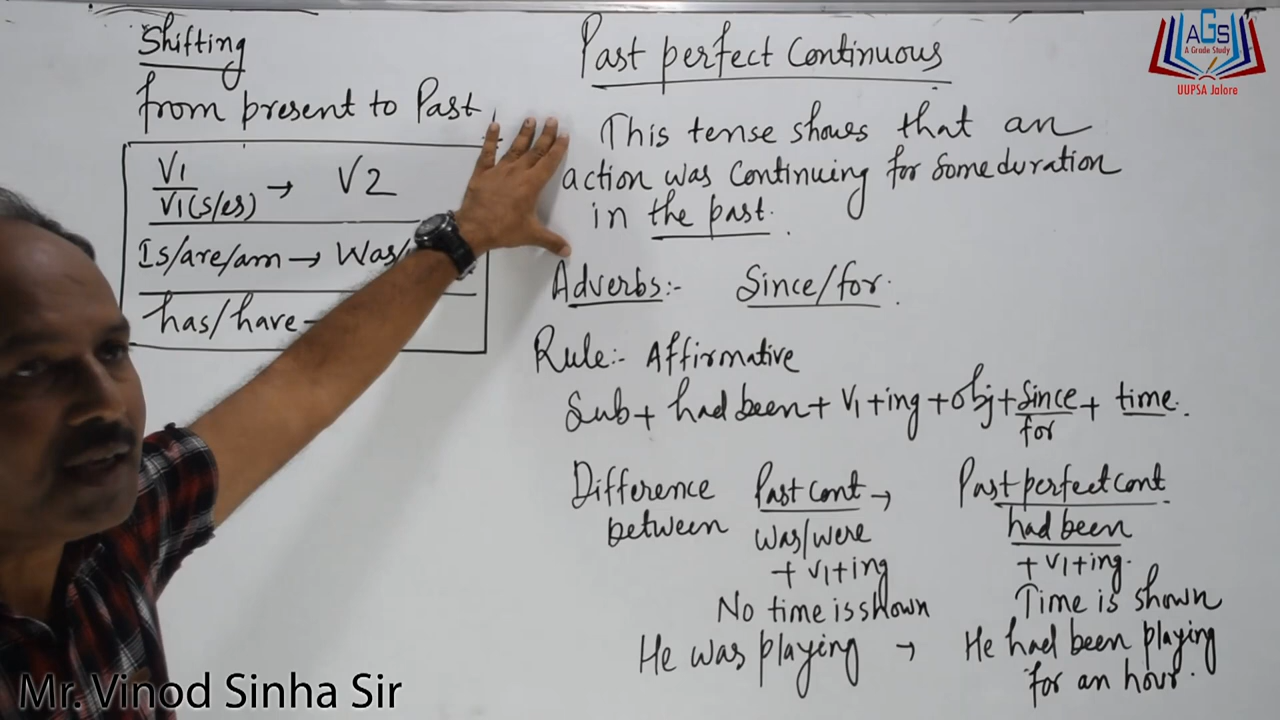 Shifting
from present to Past
V1
V1(s/es) → V2
Is/are/am → Was/
has/have -
Past perfect Continuous
This tense shows that an
action was Continuing for some duration
in the past.
Adverbs:- Since/for.
Rule:- Affirmative
Sub + had been + V1 + ing + obj + since + time.
for
Difference Past cont → Past perfect cont
between was/were had been
+ V1+ing + V1+ing.
No time is shown Time is shown
He was playing → He had been playing
for an hour.
AGS
A Grade Study
UUPSA Jalore
Mr. Vinod Sinha Sir